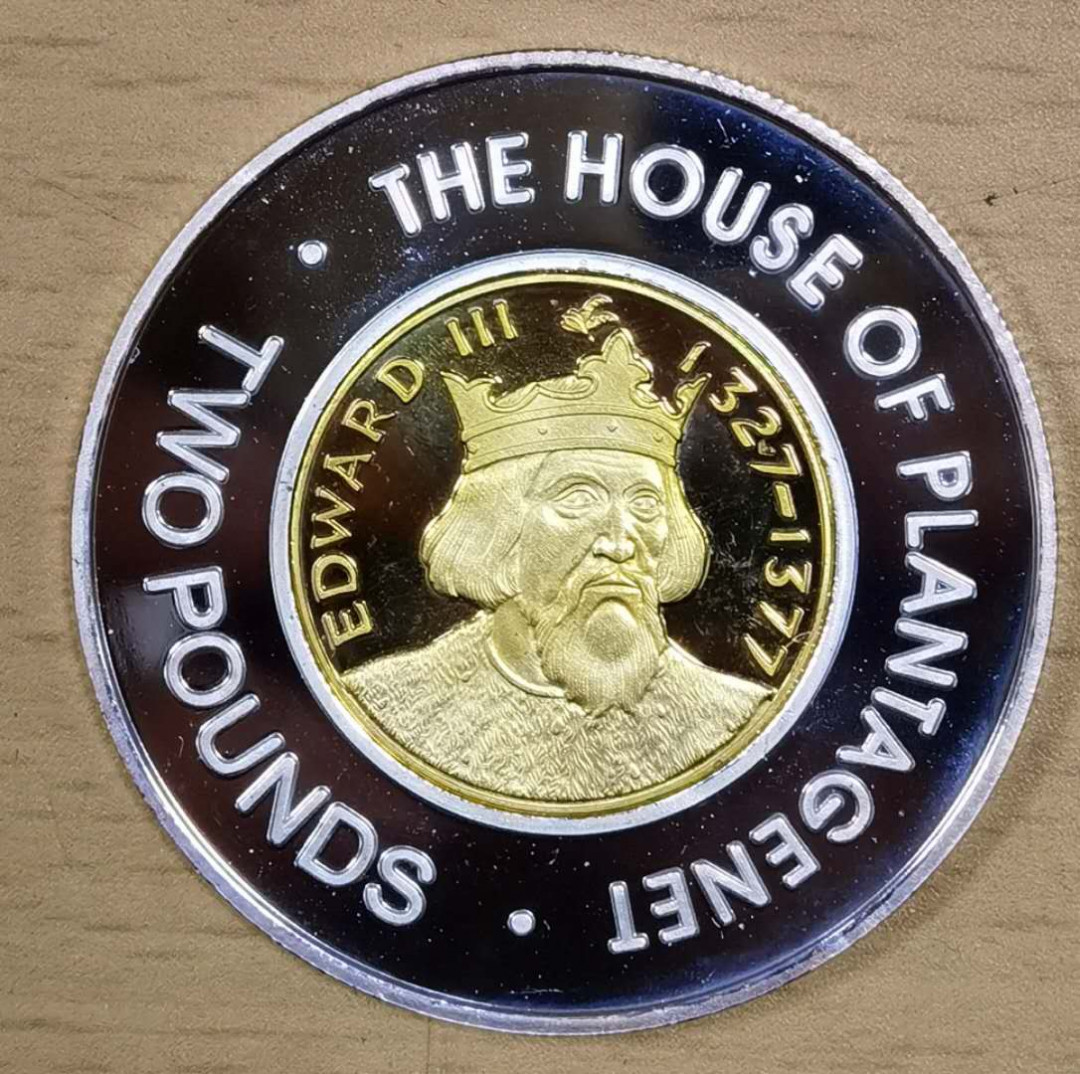 THE HOUSE OF PLANTAGENET
• TWO POUNDS •
EDWARD III 1327-1377